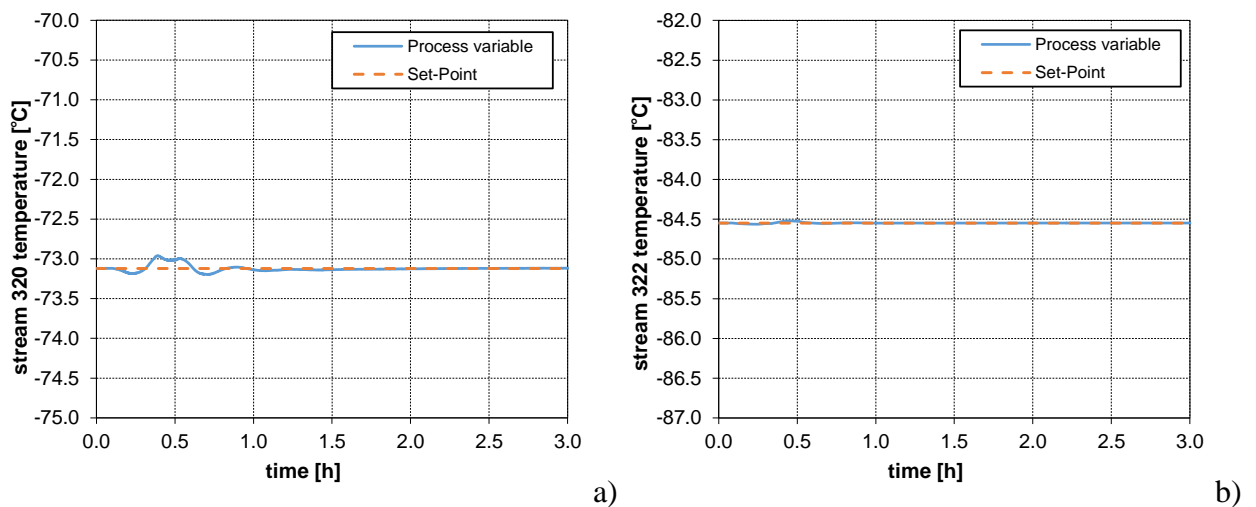 stream 320 temperature [°C]
-70.0
-70.5
-71.0
-71.5
-72.0
-72.5
-73.0
-73.5
-74.0
-74.5
-75.0
Process variable
Set-Point
0.0 0.5 1.0 1.5 2.0 2.5 3.0
time [h]
a)
stream 322 temperature [°C]
-82.0
-82.5
-83.0
-83.5
-84.0
-84.5
-85.0
-85.5
-86.0
-86.5
-87.0
Process variable
Set-Point
0.0 0.5 1.0 1.5 2.0 2.5 3.0
time [h]
b)